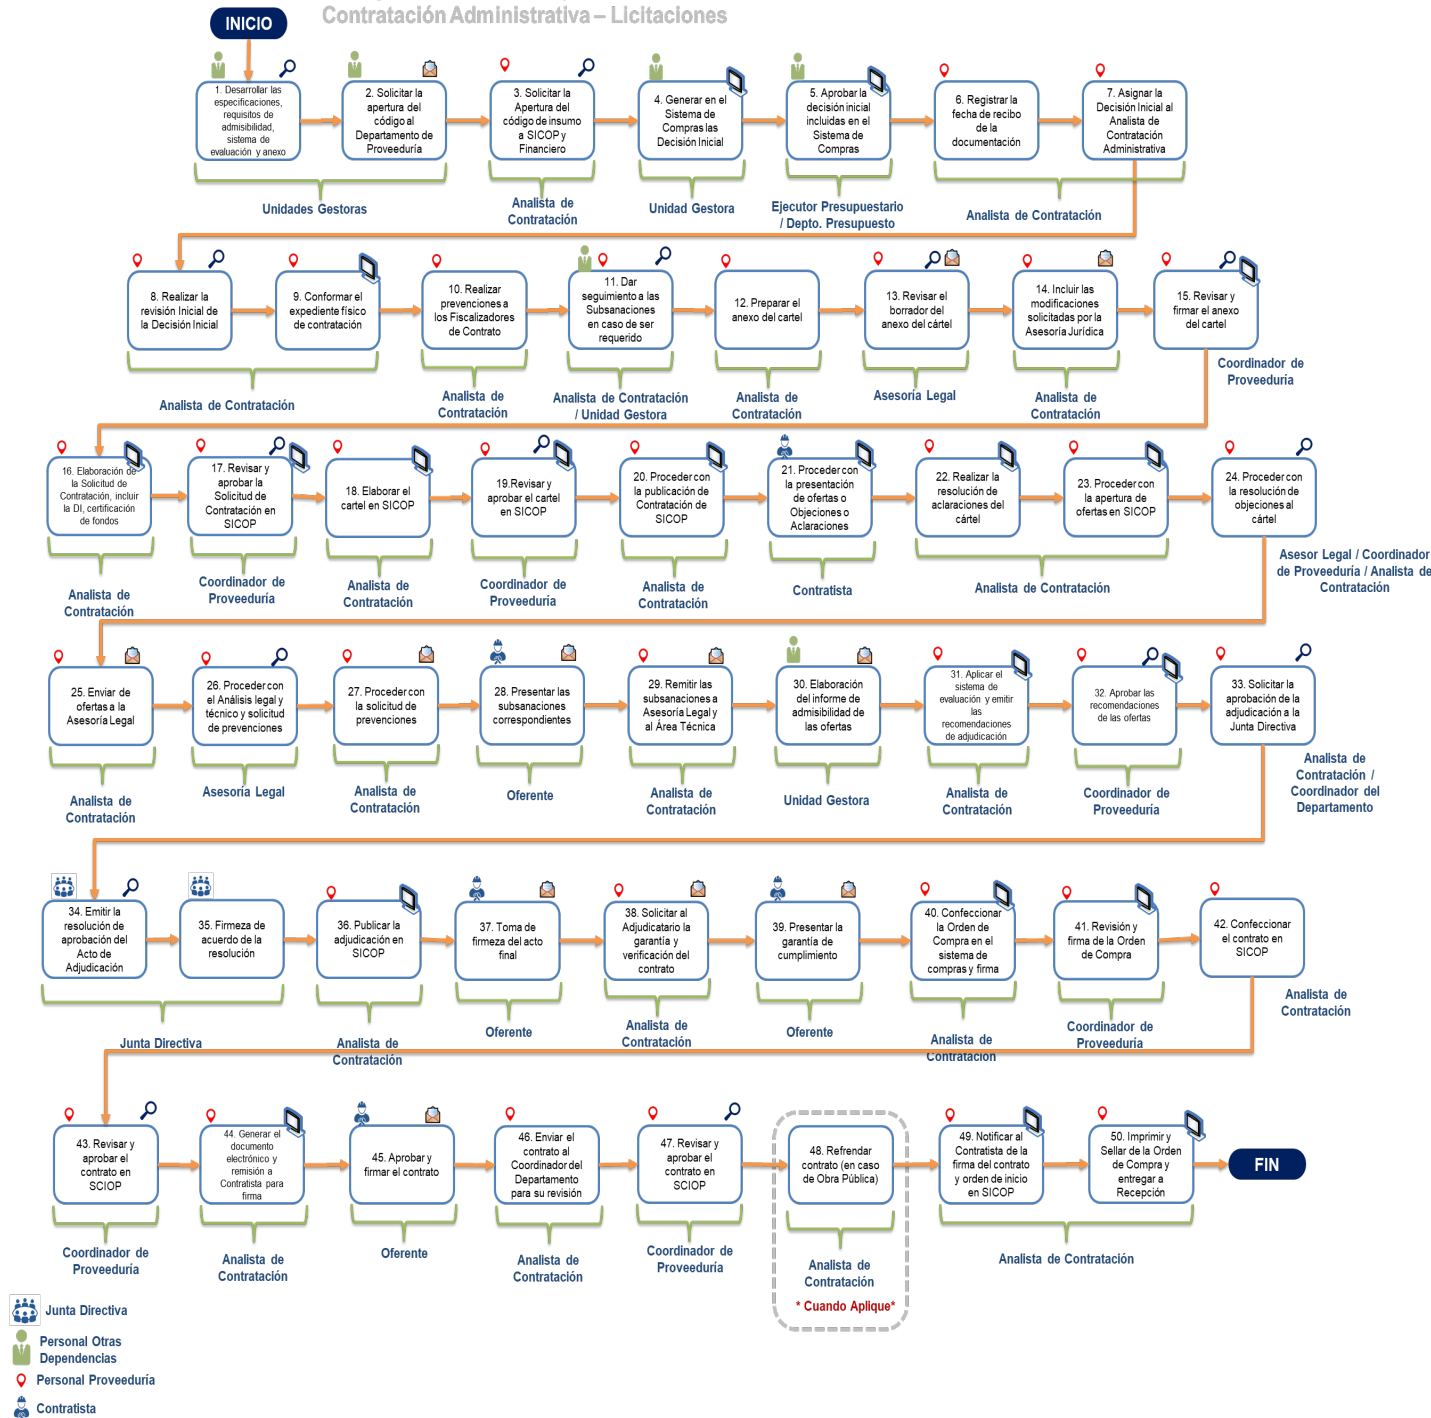 Contratación Administrativa – Licitaciones
INICIO
1. Desarrollar las
especificaciones,
requisitos de
admisibilidad,
sistema de
evaluación y anexo
2. Solicitar la
apertura del
código al
Departamento de
Proveeduría
3. Solicitar la
Apertura del
código de insumo
a SICOP y
Financiero
4. Generar en el
Sistema de
Compras las
Decisión Inicial
5. Aprobar la
decisión inicial
incluidas en el
Sistema de
Compras
6. Registrar la
fecha de recibo
de la
documentación
7. Asignar la
Decisión Inicial al
Analista de
Contratación
Administrativa
Unidades Gestoras
Analista de
Contratación
Unidad Gestora
Ejecutor Presupuestario
/ Depto. Presupuesto
Analista de Contratación
8. Realizar la
revisión Inicial de
la Decisión Inicial
9. Conformar el
expediente físico
de contratación
10. Realizar
prevenciones a
los Fiscalizadores
de Contrato
11. Dar
seguimiento a las
Subsanaciones
en caso de ser
requerido
12. Preparar el
anexo del cartel
13. Revisar el
borrador del
anexo del cártel
14. Incluir las
modificaciones
solicitadas por la
Asesoría Jurídica
15. Revisar y
firmar el anexo
del cartel
Analista de Contratación
Analista de
Contratación
Analista de Contratación
/ Unidad Gestora
Analista de
Contratación
Asesoría Legal
Analista de
Contratación
Coordinador de
Proveeduría
16. Elaboración de
la Solicitud de
Contratación, incluir
la DI, certificación
de fondos
17. Revisar y
aprobar la
Solicitud de
Contratación en
SICOP
18. Elaborar el
cartel en SICOP
19.Revisar y
aprobar el cartel
en SICOP
20. Proceder con
la publicación de
Contratación de
SICOP
21. Proceder con
la presentación
de ofertas o
Objeciones o
Aclaraciones
22. Realizar la
resolución de
aclaraciones del
cártel
23. Proceder con
la apertura de
ofertas en SICOP
24. Proceder con
la resolución de
objeciones al
cártel
Analista de
Contratación
Coordinador de
Proveeduría
Analista de
Contratación
Coordinador de
Proveeduría
Analista de
Contratación
Contratista
Analista de Contratación
Asesor Legal / Coordinador
de Proveeduría / Analista de
Contratación
25. Enviar de
ofertas a la
Asesoría Legal
26. Proceder con
el Análisis legal y
técnico y solicitud
de prevenciones
27. Proceder con
la solicitud de
prevenciones
28. Presentar las
subsanaciones
correspondientes
29. Remitir las
subsanaciones a
Asesoría Legal y
al Área Técnica
30. Elaboración
del informe de
admisibilidad de
las ofertas
31. Aplicar el
sistema de
evaluación y emitir
las
recomendaciones
de adjudicación
32. Aprobar las
recomendaciones
de las ofertas
33. Solicitar la
aprobación de la
adjudicación a la
Junta Directiva
Analista de
Contratación
Asesoría Legal
Analista de
Contratación
Oferente
Analista de
Contratación
Unidad Gestora
Analista de
Contratación
Coordinador de
Proveeduría
Analista de
Contratación /
Coordinador del
Departamento
34. Emitir la
resolución de
aprobación del
Acto de
Adjudicación
35. Firmeza de
acuerdo de la
resolución
36. Publicar la
adjudicación en
SICOP
37. Toma de
firmeza del acto
final
38. Solicitar al
Adjudicatario la
garantía y
verificación del
contrato
39. Presentar la
garantía de
cumplimiento
40. Confeccionar
la Orden de
Compra en el
sistema de
compras y firma
41. Revisión y
firma de la Orden
de Compra
42. Confeccionar
el contrato en
SICOP
Junta Directiva
Analista de
Contratación
Oferente
Analista de
Contratación
Oferente
Analista de
Contratación
Coordinador de
Proveeduría
Analista de
Contratación
43. Revisar y
aprobar el
contrato en
SCIOP
44. Generar el
documento
electrónico y
remisión a
Contratista para
firma
45. Aprobar y
firmar el contrato
46. Enviar el
contrato al
Coordinador del
Departamento
para su revisión
47. Revisar y
aprobar el
contrato en
SCIOP
48. Refrendar
contrato (en caso
de Obra Pública)
49. Notificar al
Contratista de la
firma del contrato
y orden de inicio
en SICOP
50. Imprimir y
Sellar de la Orden
de Compra y
entregar a
Recepción
FIN
Coordinador de
Proveeduría
Analista de
Contratación
Oferente
Analista de
Contratación
Coordinador de
Proveeduría
Analista de
Contratación
* Cuando Aplique*
Analista de Contratación
Junta Directiva
Personal Otras
Dependencias
Personal Proveeduría
Contratista